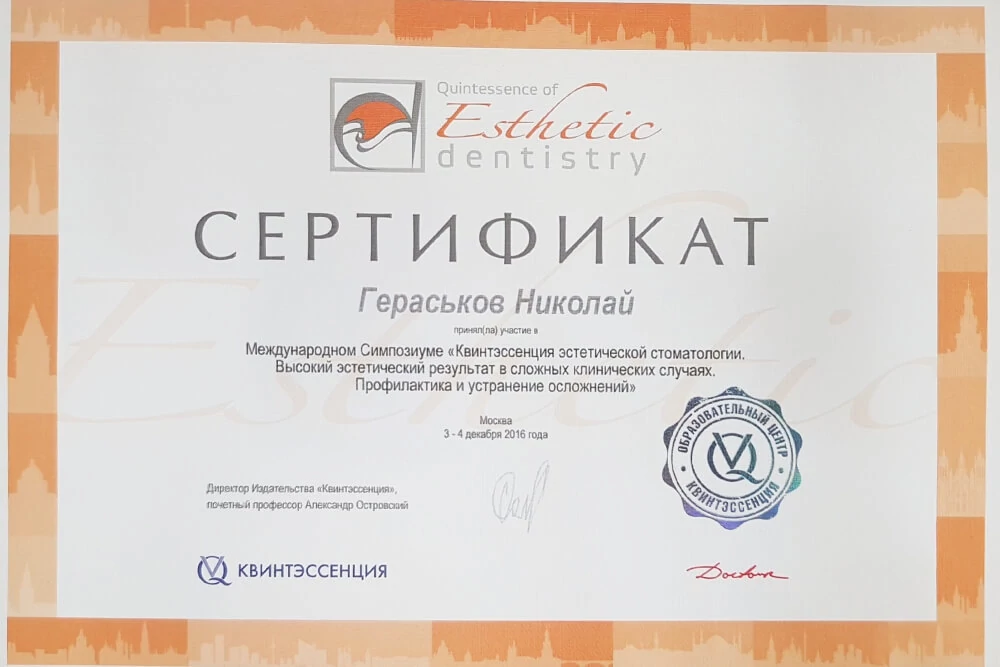 Quintessence of
Esthetic
dentistry
СЕРТИФИКАТ
Гераськов Николай
принял(ла) участие в
Международном Симпозиуме «Квинтэссенция эстетической стоматологии.
Высокий эстетический результат в сложных клинических случаях.
Профилактика и устранение осложнений»
Москва
3 - 4 декабря 2016 года
ОБРАЗОВАТЕЛЬНЫЙ ЦЕНТР
VQ
КВИНТЭССЕНЦИЯ
Директор Издательства «Квинтэссенция»,
почетный профессор Александр Островский
VQ КВИНТЭССЕНЦИЯ